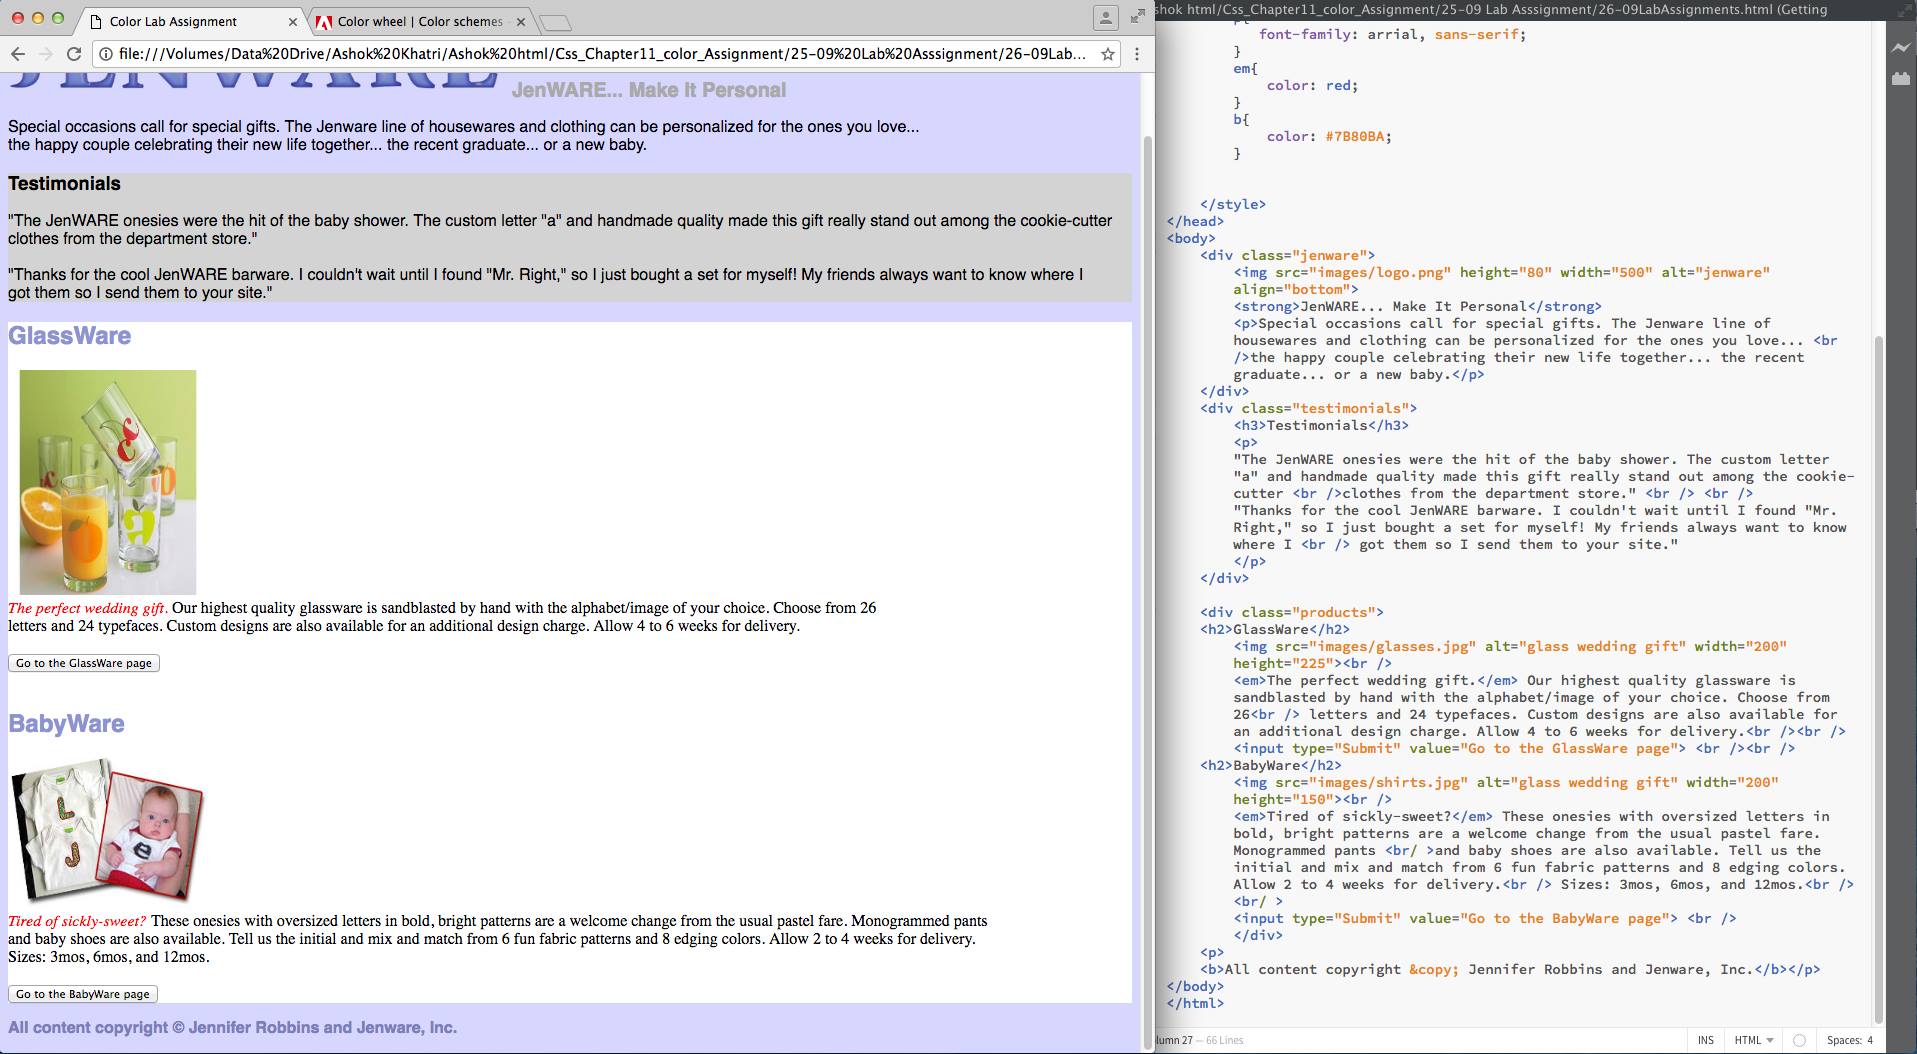 Color Lab Assignment
Color wheel | Color schemes
file:///Volumes/Data%20Drive/Ashok%20Khatri/Ashok%20html/Css_Chapter11_color_Assignment/25-09%20Lab%20Asssignment/26-09Lab...
JENWARE JenWARE... Make It Personal
Special occasions call for special gifts. The Jenware line of housewares and clothing can be personalized for the ones you love...
the happy couple celebrating their new life together... the recent graduate... or a new baby.
Testimonials
"The JenWARE onesies were the hit of the baby shower. The custom letter "a" and handmade quality made this gift really stand out among the cookie-cutter
clothes from the department store."
"Thanks for the cool JenWARE barware. I couldn't wait until I found "Mr. Right," so I just bought a set for myself! My friends always want to know where I
got them so I send them to your site."
GlassWare
The perfect wedding gift. Our highest quality glassware is sandblasted by hand with the alphabet/image of your choice. Choose from 26
letters and 24 typefaces. Custom designs are also available for an additional design charge. Allow 4 to 6 weeks for delivery.
Go to the GlassWare page
BabyWare
L
J
e
Tired of sickly-sweet? These onesies with oversized letters in bold, bright patterns are a welcome change from the usual pastel fare. Monogrammed pants
and baby shoes are also available. Tell us the initial and mix and match from 6 fun fabric patterns and 8 edging colors. Allow 2 to 4 weeks for delivery.
Sizes: 3mos, 6mos, and 12mos.
Go to the BabyWare page
All content copyright © Jennifer Robbins and Jenware, Inc.
shok html/Css_Chapter11_color_Assignment/25-09 Lab Asssignment/26-09LabAssignments.html (Getting
font-family: arrial, sans-serif;
}
em{
color: red;
}
b{
color: #7B80BA;
}
</style>
</head>
<body>
<div class="jenware">
<img src="images/logo.png" height="80" width="500" alt="jenware"
align="bottom">
<strong>JenWARE... Make It Personal</strong>
<p>Special occasions call for special gifts. The Jenware line of
housewares and clothing can be personalized for the ones you love... <br
/>the happy couple celebrating their new life together... the recent
graduate... or a new baby.</p>
</div>
<div class="testimonials">
<h3>Testimonials</h3>
<p>
"The JenWARE onesies were the hit of the baby shower. The custom letter
"a" and handmade quality made this gift really stand out among the cookie-
cutter <br />clothes from the department store." <br /> <br />
"Thanks for the cool JenWARE barware. I couldn't wait until I found "Mr.
Right," so I just bought a set for myself! My friends always want to know
where I <br /> got them so I send them to your site."
</p>
</div>
<div class="products">
<h2>GlassWare</h2>
<img src="images/glasses.jpg" alt="glass wedding gift" width="200"
height="225"><br />
<em>The perfect wedding gift.</em> Our highest quality glassware is
sandblasted by hand with the alphabet/image of your choice. Choose from
26<br /> letters and 24 typefaces. Custom designs are also available for
an additional design charge. Allow 4 to 6 weeks for delivery.<br /><br />
<input type="Submit" value="Go to the GlassWare page"> <br /><br />
<h2>BabyWare</h2>
<img src="images/shirts.jpg" alt="glass wedding gift" width="200"
height="150"><br />
<em>Tired of sickly-sweet?</em> These onesies with oversized letters in
bold, bright patterns are a welcome change from the usual pastel fare.
Monogrammed pants <br/ >and baby shoes are also available. Tell us the
initial and mix and match from 6 fun fabric patterns and 8 edging colors.
Allow 2 to 4 weeks for delivery.<br /> Sizes: 3mos, 6mos, and 12mos.<br />
<br/ >
<input type="Submit" value="Go to the BabyWare page"> <br />
</div>
<p>
<b>All content copyright &copy; Jennifer Robbins and Jenware, Inc.</b></p>
</body>
</html>
lumn 27 — 66 Lines
INS HTML Spaces: 4